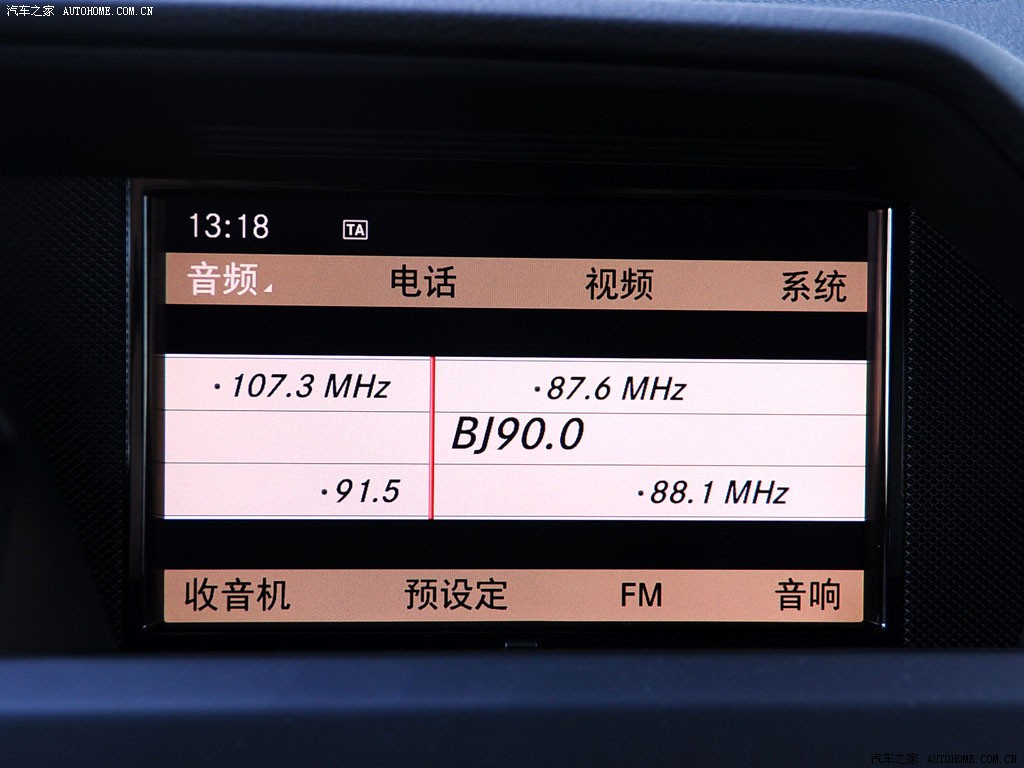 汽车之家 AUTOHOME.COM.CN
13:18 TA
音频 电话 视频 系统
·107.3 MHz ·87.6 MHz
BJ90.0
·91.5 ·88.1 MHz
收音机 预设定 FM 音响
汽车之家 AUTOHOME.COM.CN